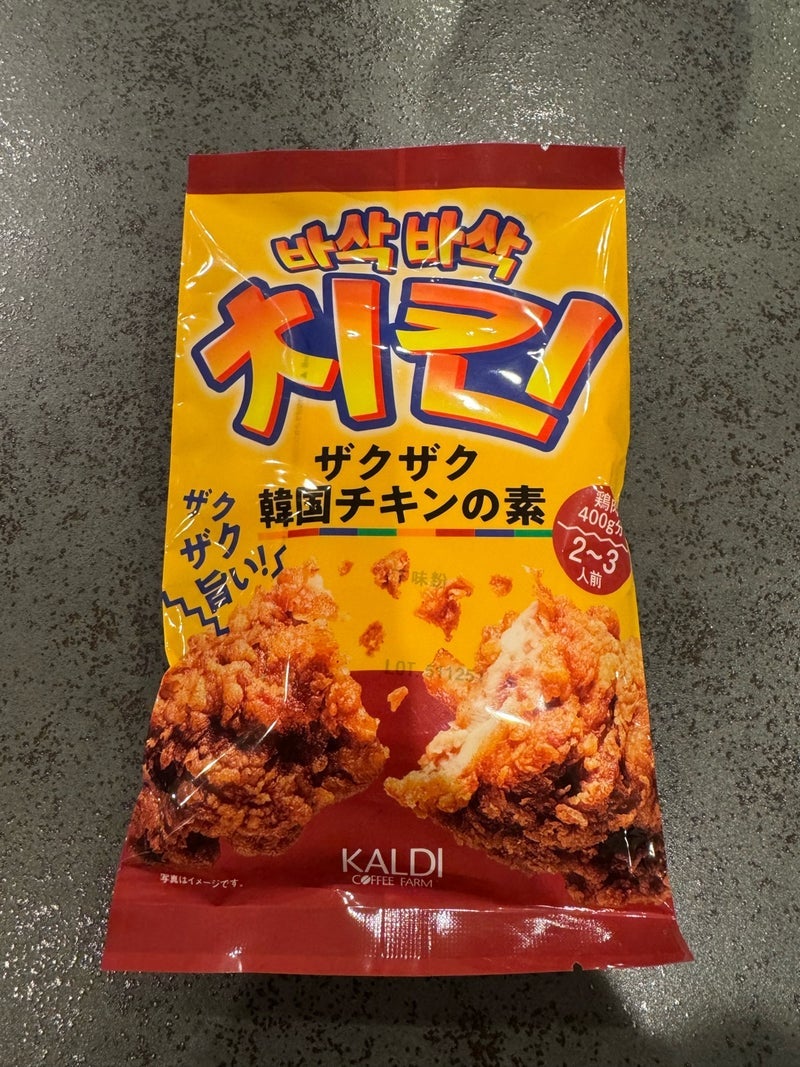 바삭 바삭
치킨
ザクザク
韓国チキンの素
ザク
ザク
旨い!
鶏肉
400g分
2~3
人前
味粉
KALDI
COFFEE FARM
写真はイメージです。